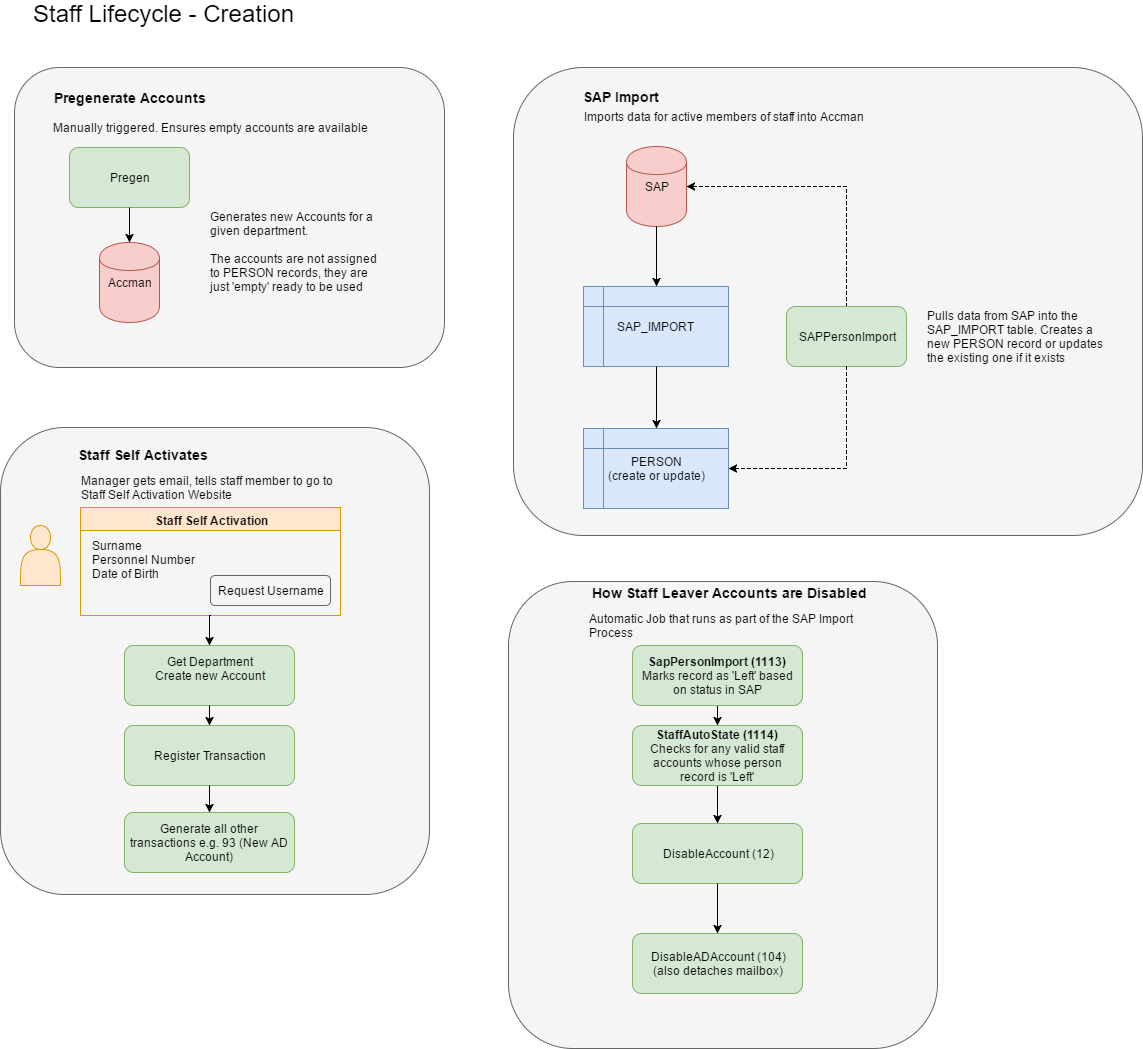 Staff Lifecycle - Creation
Pregenerate Accounts
Manually triggered. Ensures empty accounts are available
Pregen
Accman
Generates new Accounts for a
given department.
The accounts are not assigned
to PERSON records, they are
just 'empty' ready to be used
SAP Import
Imports data for active members of staff into Accman
SAP
SAP_IMPORT
SAPPersonImport
Pulls data from SAP into the
SAP_IMPORT table. Creates a
new PERSON record or updates
the existing one if it exists
PERSON
(create or update)
Staff Self Activates
Manager gets email, tells staff member to go to
Staff Self Activation Website
Staff Self Activation
Surname
Personnel Number
Date of Birth
Request Username
Get Department
Create new Account
Register Transaction
Generate all other
transactions e.g. 93 (New AD
Account)
How Staff Leaver Accounts are Disabled
Automatic Job that runs as part of the SAP Import
Process
SapPersonImport (1113)
Marks record as 'Left' based
on status in SAP
StaffAutoState (1114)
Checks for any valid staff
accounts whose person
record is 'Left'
DisableAccount (12)
DisableADAccount (104)
(also detaches mailbox)